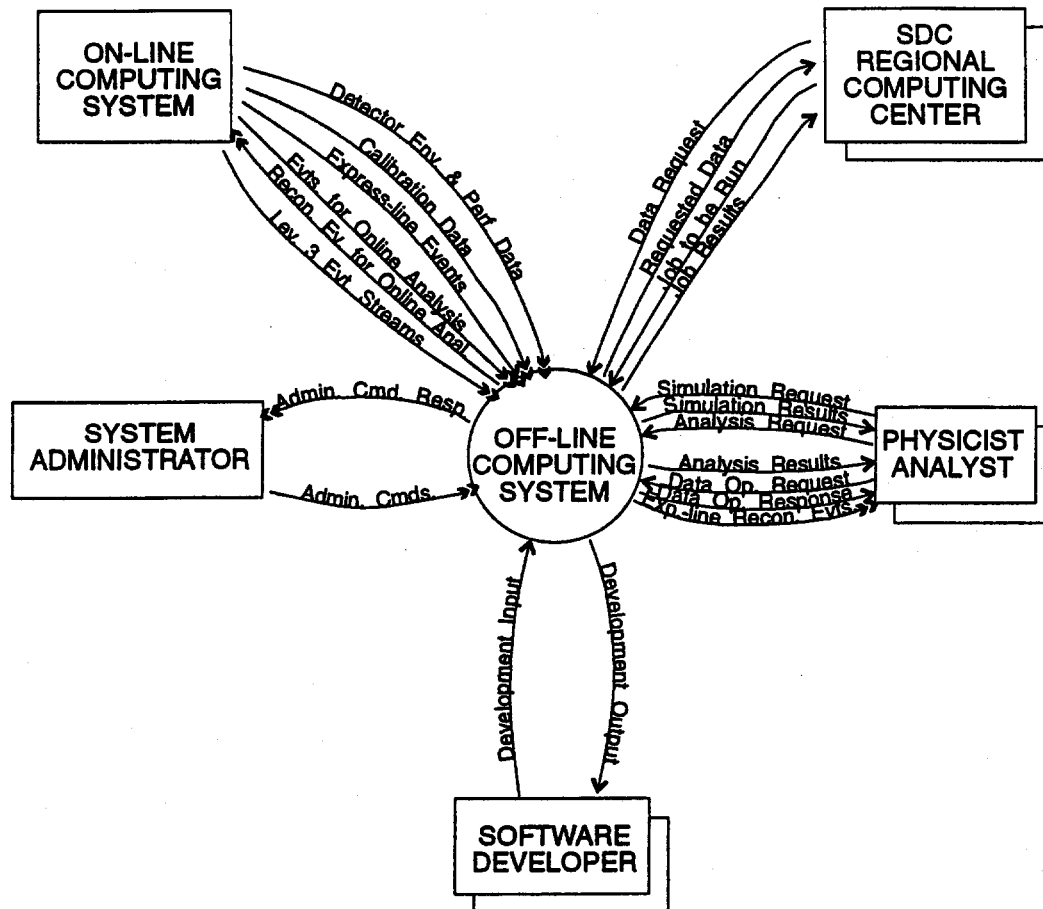 ON-LINE
COMPUTING
SYSTEM
SDC
REGIONAL
COMPUTING
CENTER
Detector Env. & Perf Data
Calibration Data
Express-line Events
Evts. for Online Analysis
Recon. Ev. for Online Anal.
Lev. 3 Evt. Streams
Data Request
Requested Data
Job to be Run
Job Results
Simulation Request
Simulation Results
Analysis Request
Analysis Results
Data Op. Request
Data Op. Response
Exp.-line Recon. Evts.
Admin. Cmd. Resp.
Admin. Cmds.
SYSTEM
ADMINISTRATOR
OFF-LINE
COMPUTING
SYSTEM
PHYSICIST
ANALYST
Development Input
Development Output
SOFTWARE
DEVELOPER